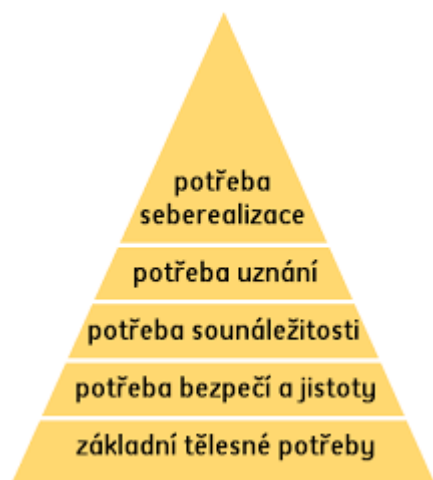 potřeba
seberealizace
potřeba uznání
potřeba sounáležitosti
potřeba bezpečí a jistoty
základní tělesné potřeby